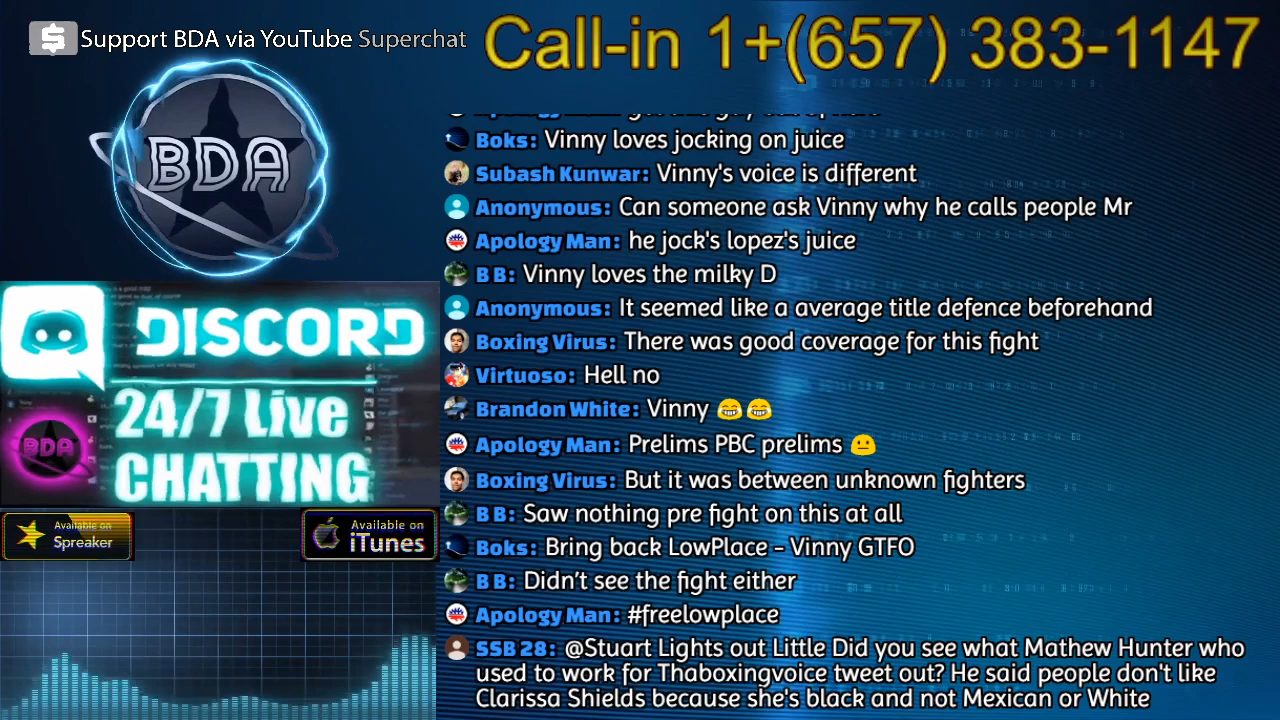 Support BDA via YouTube Superchat
Call-in 1+(657) 383-1147
BDA
DISCORD
24/7 Live
CHATTING
BDA
Available on
Spreaker
Available on
iTunes
Boks: Vinny loves jocking on juice
Subash Kunwar: Vinny's voice is different
Anonymous: Can someone ask Vinny why he calls people Mr
Apology Man: he jock's lopez's juice
B B: Vinny loves the milky D
Anonymous: It seemed like a average title defence beforehand
Boxing Virus: There was good coverage for this fight
Virtuoso: Hell no
Brandon White: Vinny 😂😂
Apology Man: Prelims PBC prelims 😐
Boxing Virus: But it was between unknown fighters
B B: Saw nothing pre fight on this at all
Boks: Bring back LowPlace - Vinny GTFO
B B: Didn't see the fight either
Apology Man: #freelowplace
SSB 28: @Stuart Lights out Little Did you see what Mathew Hunter who
used to work for Thaboxingvoice tweet out? He said people don't like
Clarissa Shields because she's black and not Mexican or White